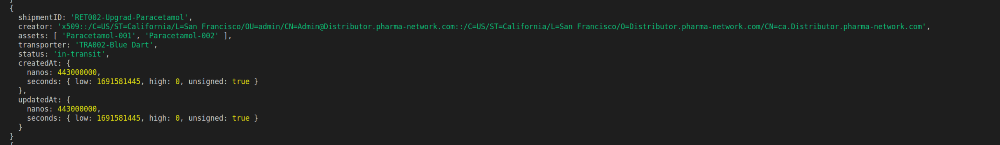 }
{
  shipmentID: 'RET002-Upgrad-Paracetamol',
  creator: 'x509::/C=US/ST=California/L=San Francisco/OU=admin/CN=Admin@Distributor.pharma-network.com::/C=US/ST=California/L=San Francisco/O=Distributor.pharma-network.com/CN=ca.Distributor.pharma-network.com',
  assets: [ 'Paracetamol-001', 'Paracetamol-002' ],
  transporter: 'TRA002-Blue Dart',
  status: 'in-transit',
  createdAt: {
    nanos: 443000000,
    seconds: { low: 1691581445, high: 0, unsigned: true }
  },
  updatedAt: {
    nanos: 443000000,
    seconds: { low: 1691581445, high: 0, unsigned: true }
  }
}
{